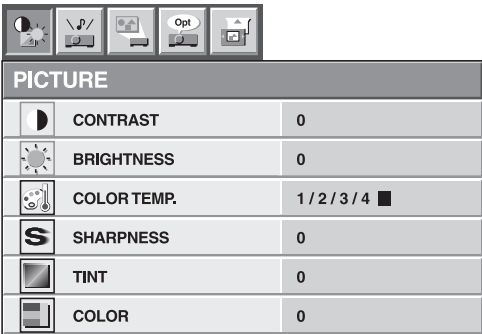 Opt
PICTURE
CONTRAST 0
BRIGHTNESS 0
COLOR TEMP. 1 / 2 / 3 / 4
SHARPNESS 0
TINT 0
COLOR 0